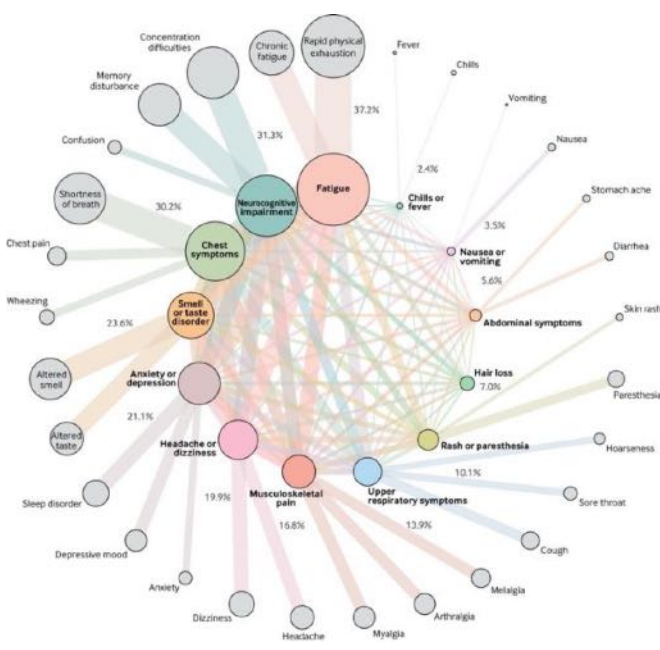 Concentration
difficulties
Chronic
fatigue
Rapid physical
exhaustion
Fever
Chills
Memory
disturbance
Vomiting
37.2%
Confusion
31.3%
Nausea
2.4%
Shortness
of breath
30.2%
Neurocognitive
impairment
Fatigue
Chills or
fever
Stomach ache
3.5%
Chest pain
Chest
symptoms
Nausea or
vomiting
Diarrhea
5.6%
Wheezing
Smell
or taste
disorder
Abdominal symptoms
Skin rash
23.6%
Altered
smell
Anxiety or
depression
Hair loss
7.0%
Paresthesia
21.1%
Altered
taste
Headache or
dizziness
Rash or paresthesia
Hoarseness
10.1%
Sleep disorder
19.9%
Musculoskeletal
pain
Upper
respiratory symptoms
Sore throat
16.8%
13.9%
Depressive mood
Cough
Anxiety
Melalgia
Dizziness
Arthralgia
Headache
Myalgia